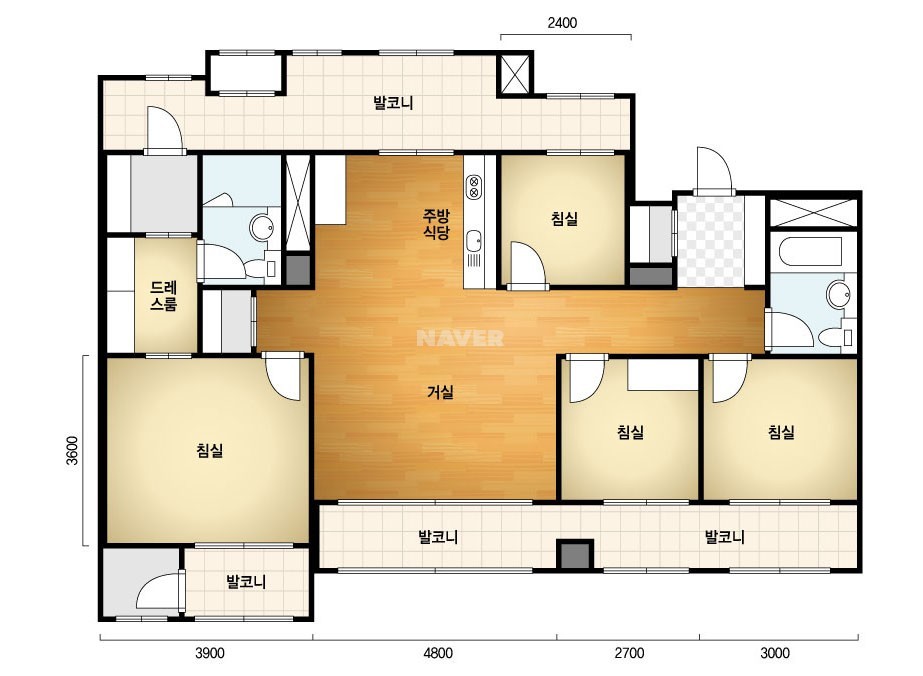 2400
발코니
주방
식당
침실
드레
스룸
NAVER
거실
3600
침실
침실
침실
발코니
발코니
발코니
3900
4800
2700
3000